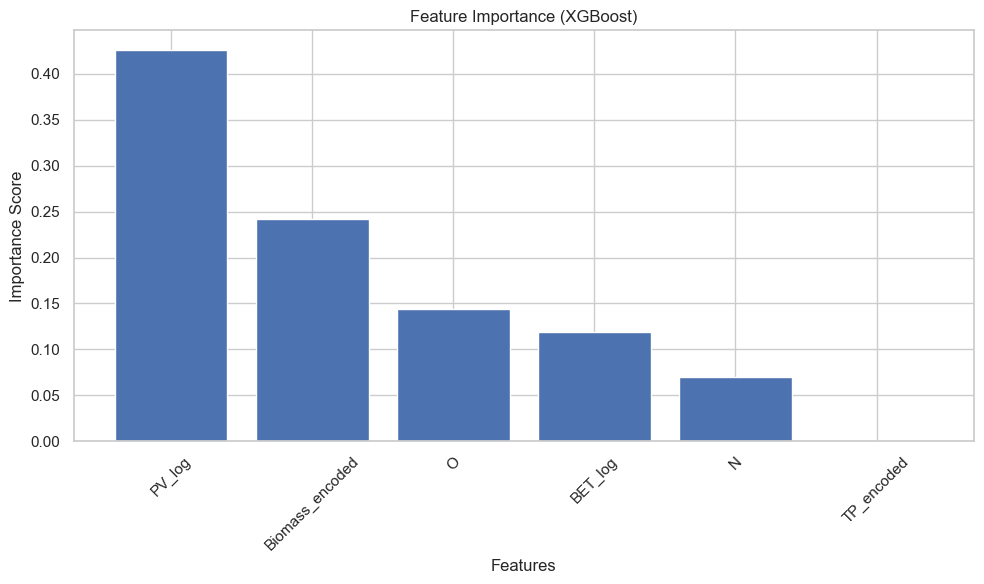 Feature Importance (XGBoost)
Importance Score
0.40
0.35
0.30
0.25
0.20
0.15
0.10
0.05
0.00
PV_log
Biomass_encoded
O
BET_log
N
TP_encoded
Features